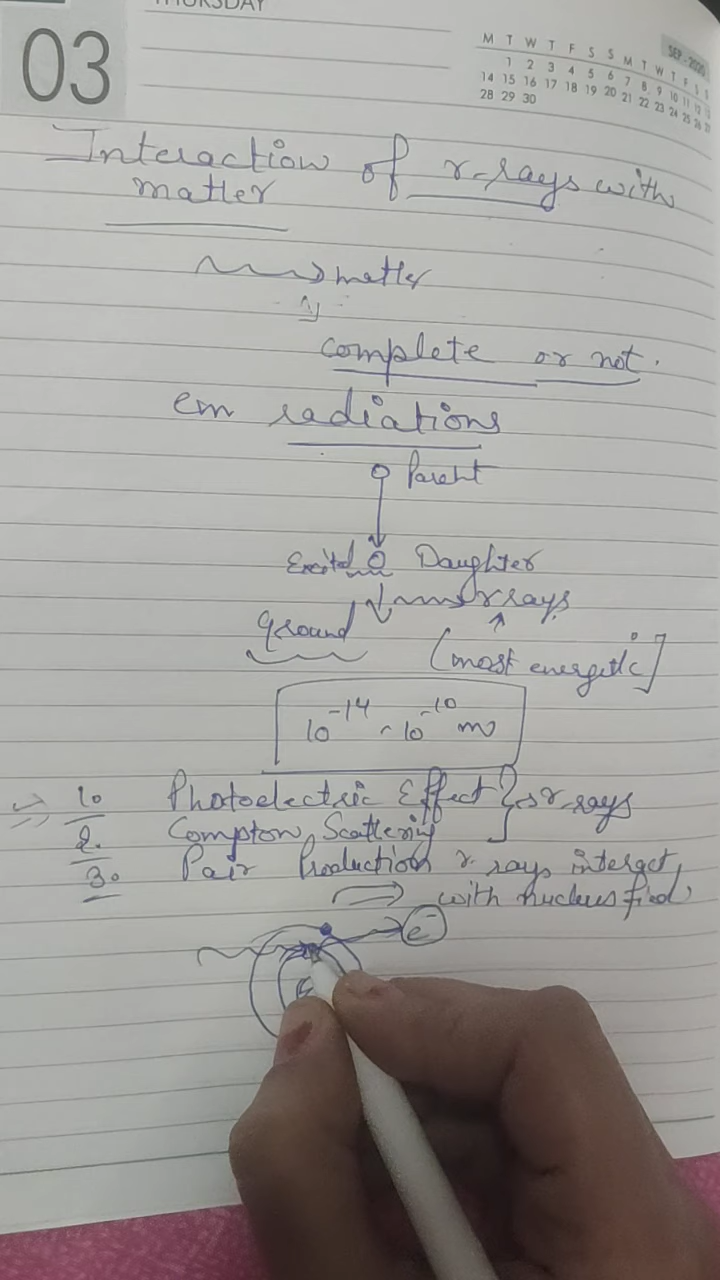 THURSDAY
03
SEP - 2020
M T W T F S S M T W T F S S
1 2 3 4 5 6 7 8 9 10 11 12 13
14 15 16 17 18 19 20 21 22 23 24 25 26 27
28 29 30
Interaction of r-rays with
matter
matter
complete or not.
em radiations
Parent
Excited Daughter
r rays
ground
[most energetic]
10-14 - 10-10 m
1. Photoelectric Effect } r-rays
2. Compton Scattering
3. Pair Production r rays interact
with nucleus field
e-